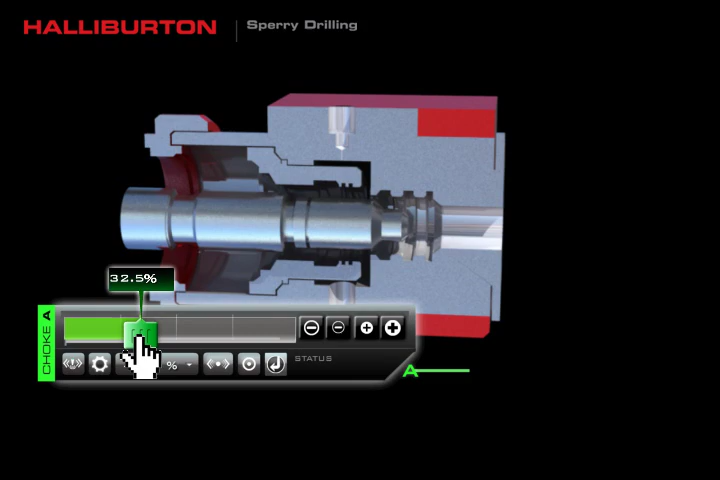 HALLIBURTON
Sperry Drilling
32.5%
CHOKE A
%
STATUS
A